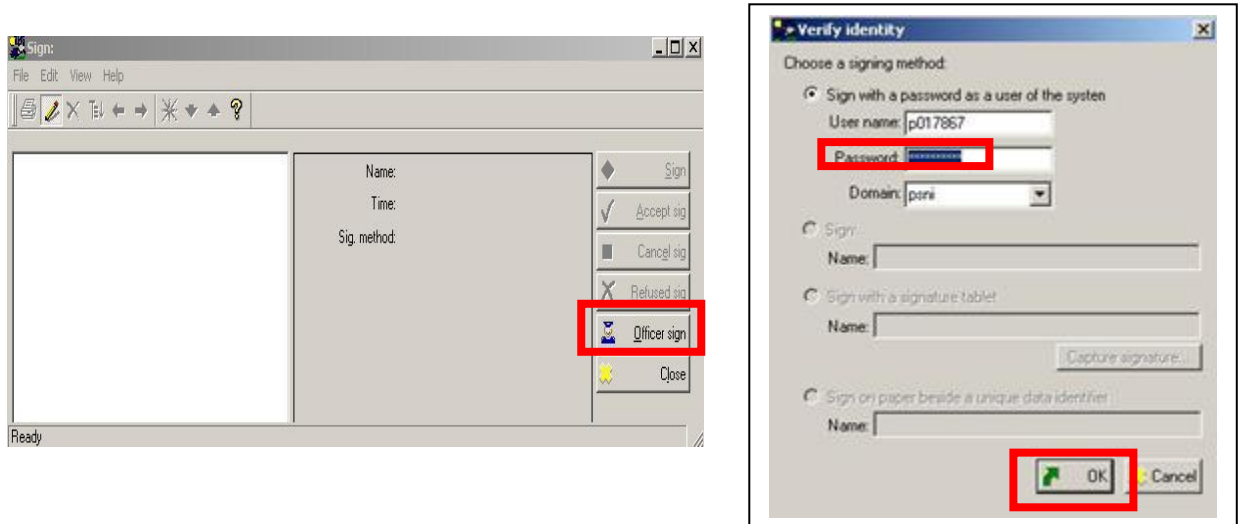 Sign:
File Edit View Help
Name:
Time:
Sig. method:
Sign
Accept sig
Cancel sig
Refused sig
Officer sign
Close
Ready
Verify identity
Choose a signing method:
Sign with a password as a user of the systen
User name: p017867
Password: **********
Domain: psni
Sign:
Name:
Sign with a signature tablet
Name:
Capture signature...
Sign on paper beside a unique data identifier
Name:
OK Cancel